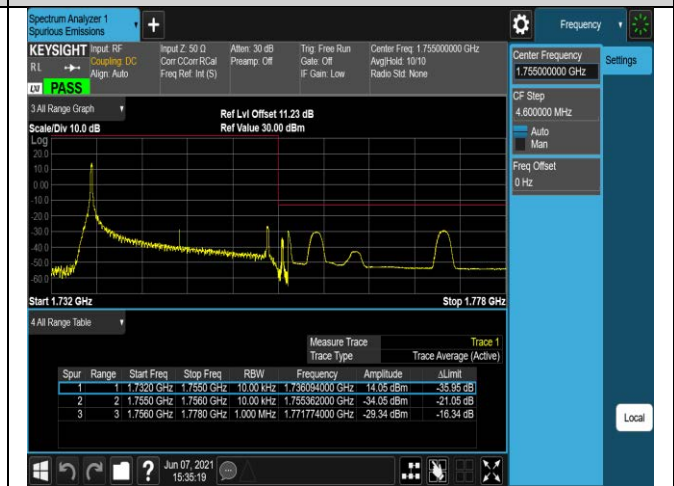 Spectrum Analyzer 1
Spurious Emissions
Frequency
KEYSIGHT
Input: RF
Input Z: 50 Ω
Atten: 30 dB
Trig: Free Run
Center Freq: 1.755000000 GHz
RL
Coupling: DC
Corr CCorr RCal
Preamp: Off
Gate: Off
Avg|Hold: 10/10
Align: Auto
Freq Ref: Int (S)
IF Gain: Low
Radio Std: None
PASS
Center Frequency
1.755000000 GHz
Settings
CF Step
4.600000 MHz
Auto
Man
Freq Offset
0 Hz
3 All Range Graph
Ref Lvl Offset 11.23 dB
Scale/Div 10.0 dB
Ref Value 30.00 dBm
Log
20.0
10.0
0.00
-10.0
-20.0
-30.0
-40.0
-50.0
-60.0
Start 1.732 GHz
Stop 1.778 GHz
4 All Range Table
Measure Trace Trace 1
Trace Type Trace Average (Active)
Spur Range Start Freq Stop Freq RBW Frequency Amplitude ΔLimit
1 1 1.7320 GHz 1.7550 GHz 10.00 kHz 1.736094000 GHz 14.05 dBm -35.95 dB
2 2 1.7550 GHz 1.7560 GHz 10.00 kHz 1.755362000 GHz -34.05 dBm -21.05 dB
3 3 1.7560 GHz 1.7780 GHz 1.000 MHz 1.771774000 GHz -29.34 dBm -16.34 dB
Local
Jun 07, 2021
15:35:19